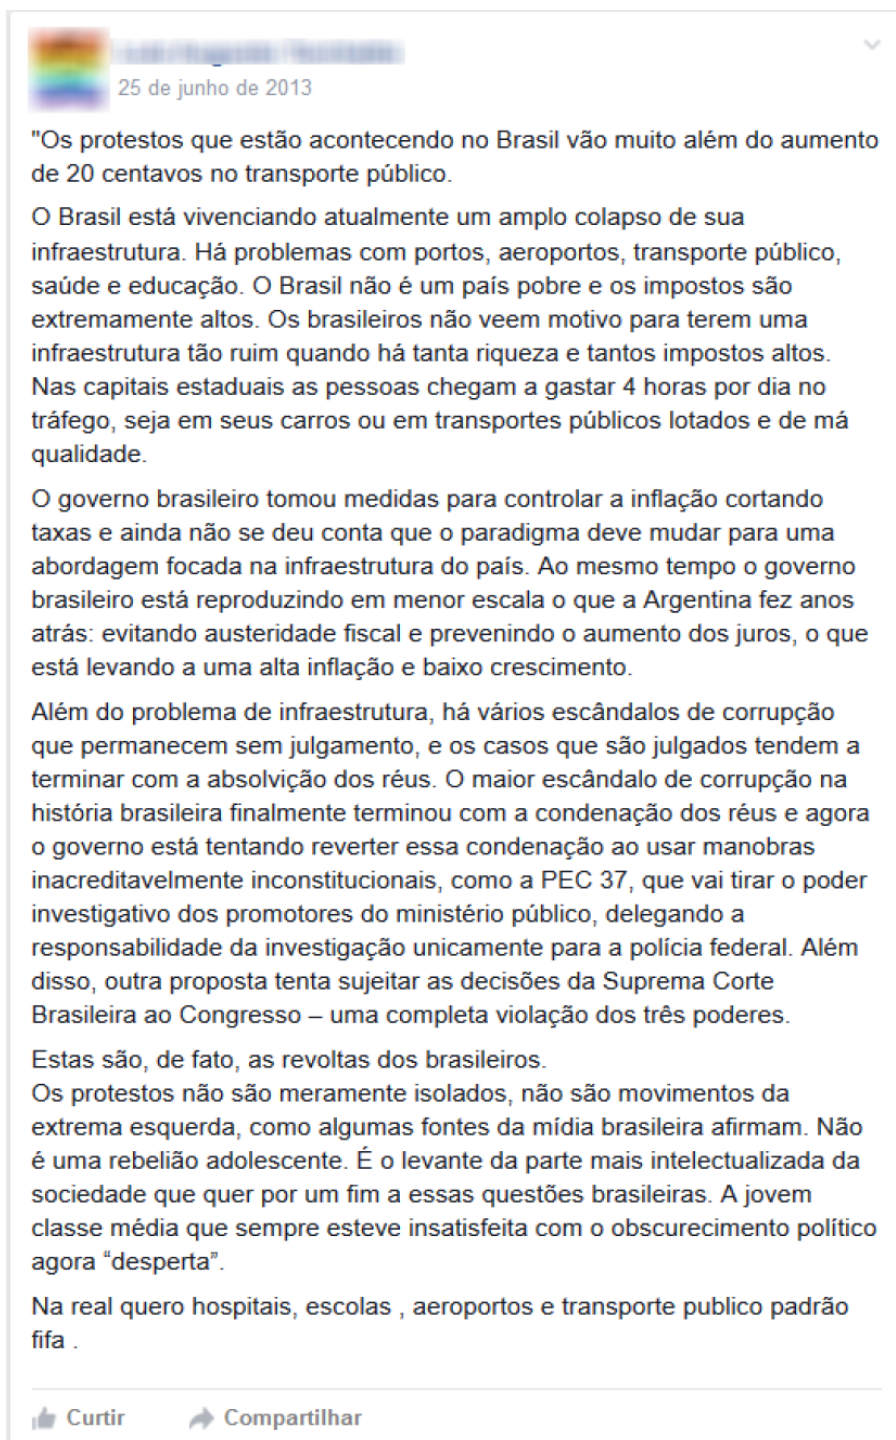 25 de junho de 2013
"Os protestos que estão acontecendo no Brasil vão muito além do aumento
de 20 centavos no transporte público.
O Brasil está vivenciando atualmente um amplo colapso de sua
infraestrutura. Há problemas com portos, aeroportos, transporte público,
saúde e educação. O Brasil não é um país pobre e os impostos são
extremamente altos. Os brasileiros não veem motivo para terem uma
infraestrutura tão ruim quando há tanta riqueza e tantos impostos altos.
Nas capitais estaduais as pessoas chegam a gastar 4 horas por dia no
tráfego, seja em seus carros ou em transportes públicos lotados e de má
qualidade.
O governo brasileiro tomou medidas para controlar a inflação cortando
taxas e ainda não se deu conta que o paradigma deve mudar para uma
abordagem focada na infraestrutura do país. Ao mesmo tempo o governo
brasileiro está reproduzindo em menor escala o que a Argentina fez anos
atrás: evitando austeridade fiscal e prevenindo o aumento dos juros, o que
está levando a uma alta inflação e baixo crescimento.
Além do problema de infraestrutura, há vários escândalos de corrupção
que permanecem sem julgamento, e os casos que são julgados tendem a
terminar com a absolvição dos réus. O maior escândalo de corrupção na
história brasileira finalmente terminou com a condenação dos réus e agora
o governo está tentando reverter essa condenação ao usar manobras
inacreditavelmente inconstitucionais, como a PEC 37, que vai tirar o poder
investigativo dos promotores do ministério público, delegando a
responsabilidade da investigação unicamente para a polícia federal. Além
disso, outra proposta tenta sujeitar as decisões da Suprema Corte
Brasileira ao Congresso – uma completa violação dos três poderes.
Estas são, de fato, as revoltas dos brasileiros.
Os protestos não são meramente isolados, não são movimentos da
extrema esquerda, como algumas fontes da mídia brasileira afirmam. Não
é uma rebelião adolescente. É o levante da parte mais intelectualizada da
sociedade que quer por um fim a essas questões brasileiras. A jovem
classe média que sempre esteve insatisfeita com o obscurecimento político
agora “desperta”.
Na real quero hospitais, escolas , aeroportos e transporte publico padrão
fifa .
Curtir Compartilhar